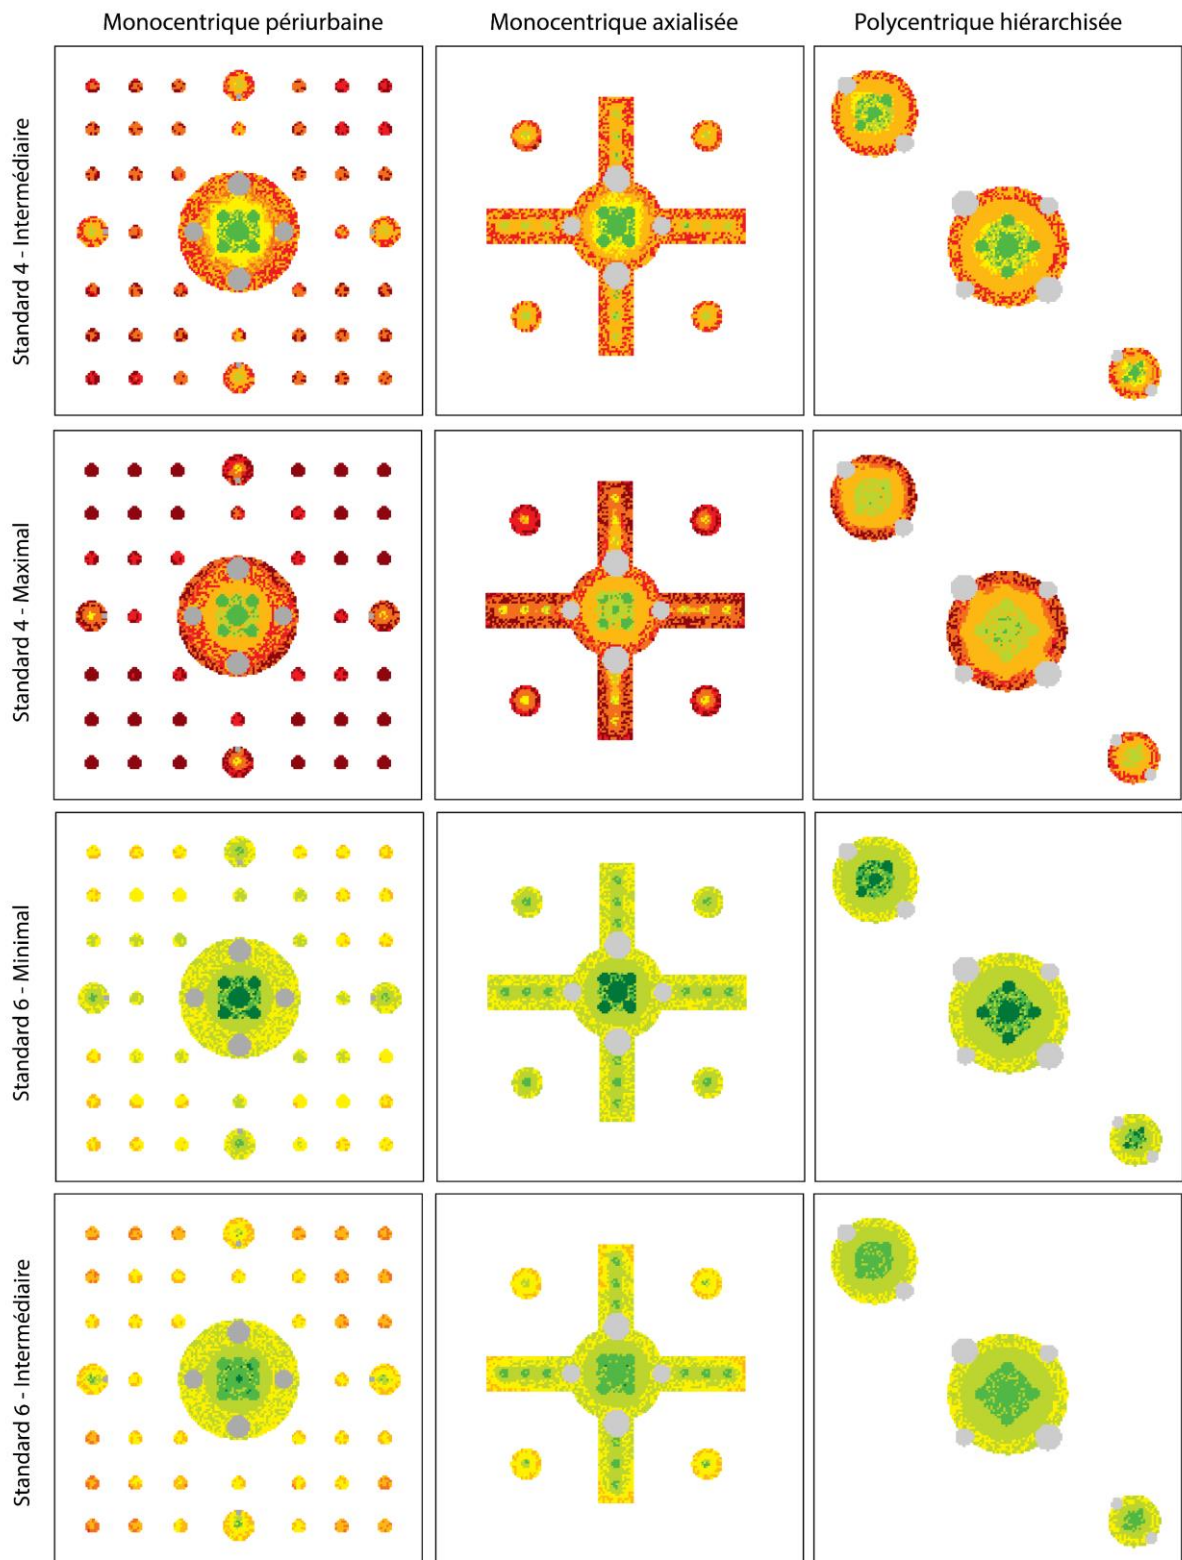 Monocentrique périurbaine
Monocentrique axialisée
Polycentrique hiérarchisée
Standard 4 - Intermédiaire
Standard 4 - Maximal
Standard 6 - Minimal
Standard 6 - Intermédiaire